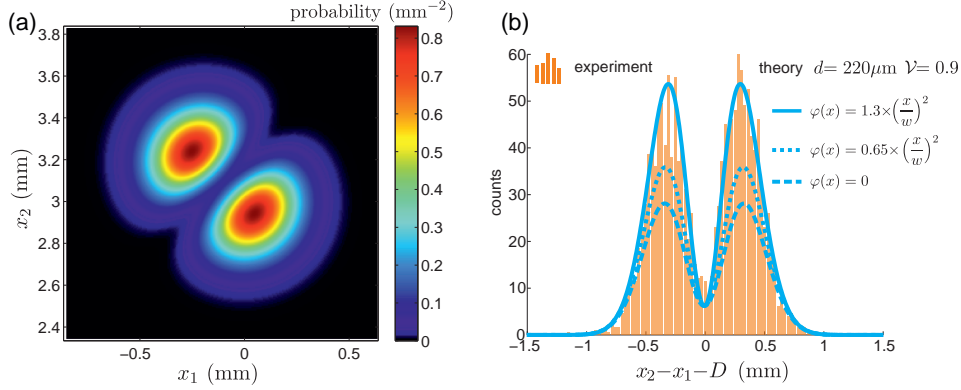 (a)
probability (mm⁻²)
3.8
3.6
3.4
3.2
3
2.8
2.6
2.4
x₂ (mm)
−0.5
0
0.5
x₁ (mm)
0.8
0.7
0.6
0.5
0.4
0.3
0.2
0.1
0
(b)
60
50
40
30
20
10
0
counts
experiment
theory d= 220μm 𝒱= 0.9
φ(x) = 1.3×(x/w)²
φ(x) = 0.65×(x/w)²
φ(x) = 0
−1.5
−1
−0.5
0
0.5
1
1.5
x₂−x₁−D (mm)